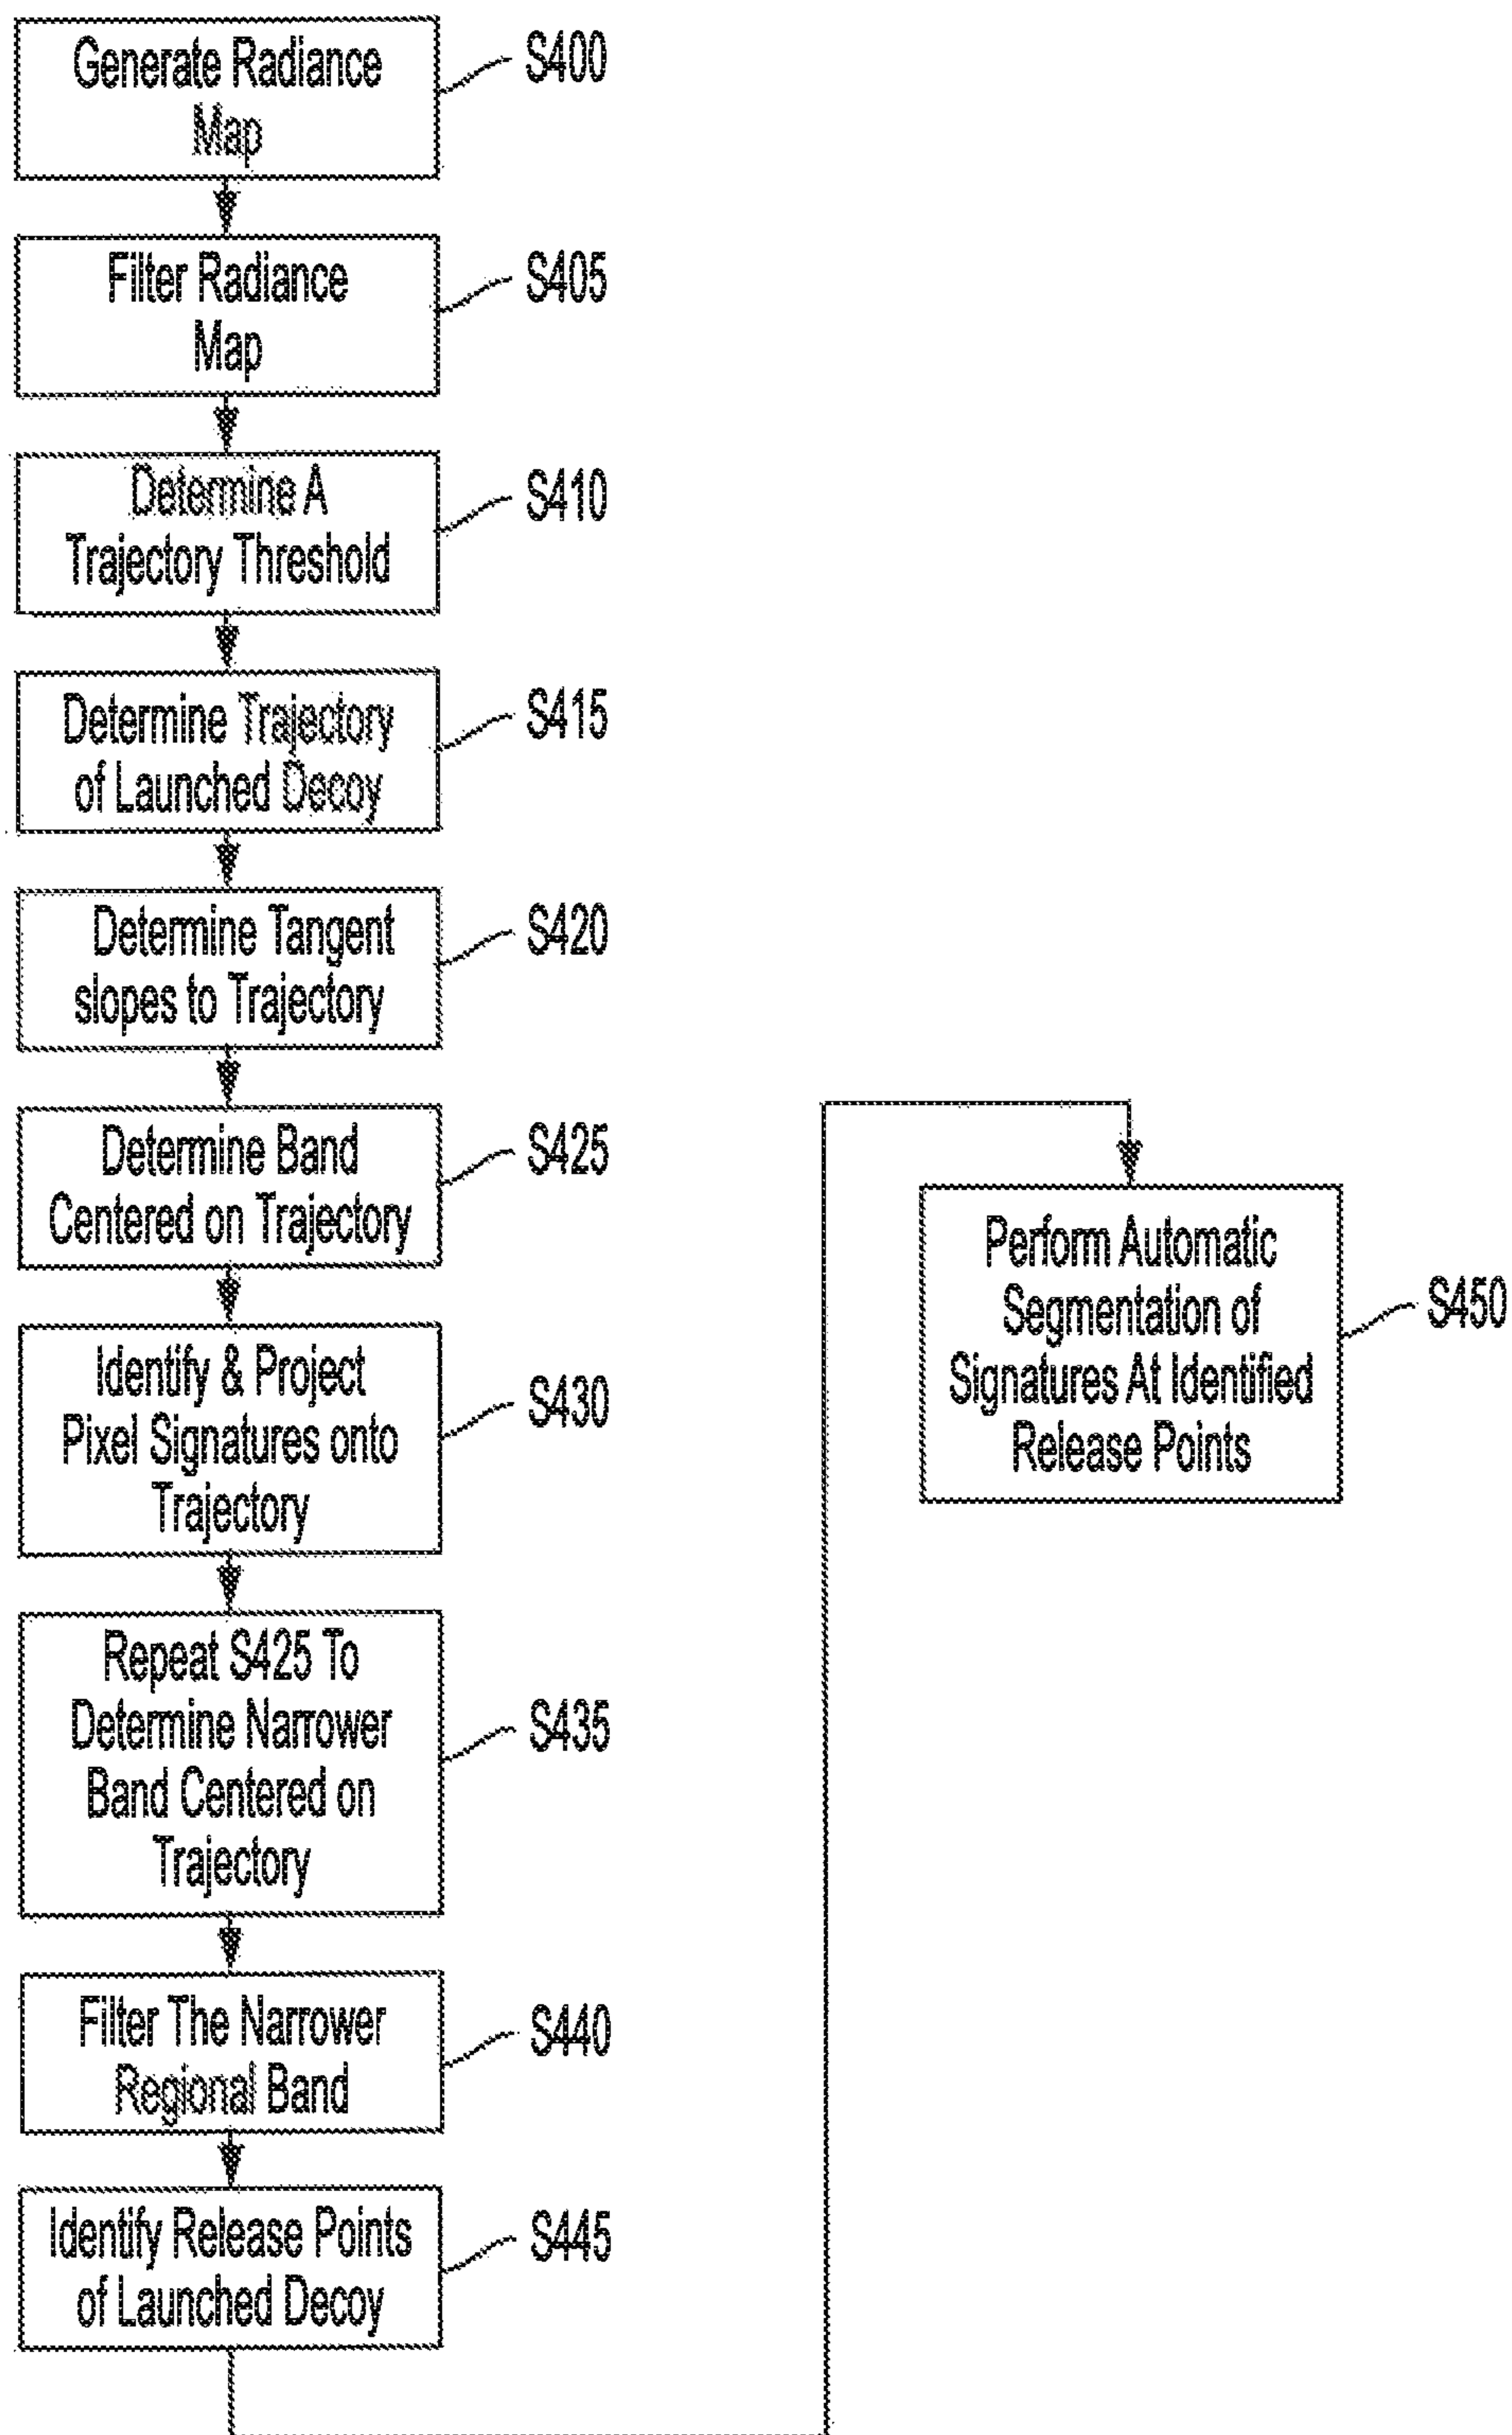 Generate Radiance
Map
S400
Filter Radiance
Map
S405
Determine A
Trajectory Threshold
S410
Determine Trajectory
of Launched Decoy
S415
Determine Tangent
slopes to Trajectory
S420
Determine Band
Centered on Trajectory
S425
Identify & Project
Pixel Signatures onto
Trajectory
S430
Repeat S425 To
Determine Narrower
Band Centered on
Trajectory
S435
Filter The Narrower
Regional Band
S440
Identify Release Points
of Launched Decoy
S445
Perform Automatic
Segmentation of
Signatures At Identified
Release Points
S450